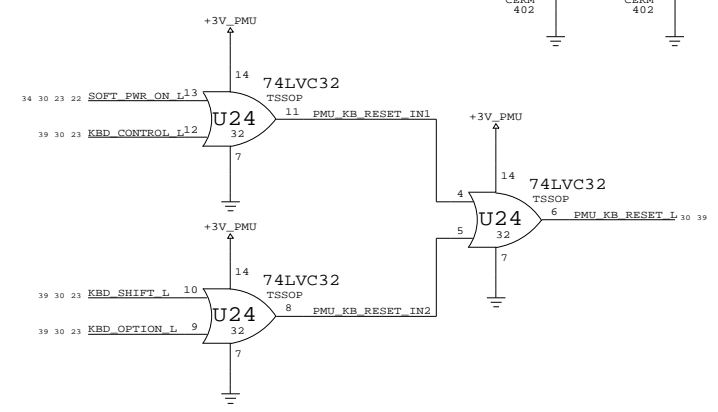 CERM
402
CERM
402
+3V_PMU
14
74LVC32
TSSOP
34 30 23 22 SOFT_PWR_ON_L 13
U24
32
11 PMU_KB_RESET_IN1
39 30 23 KBD_CONTROL_L 12
7
+3V_PMU
14
74LVC32
TSSOP
4
U24
32
6 PMU_KB_RESET_L 30 39
5
7
+3V_PMU
14
74LVC32
TSSOP
39 30 23 KBD_SHIFT_L 10
U24
32
8 PMU_KB_RESET_IN2
39 30 23 KBD_OPTION_L 9
7